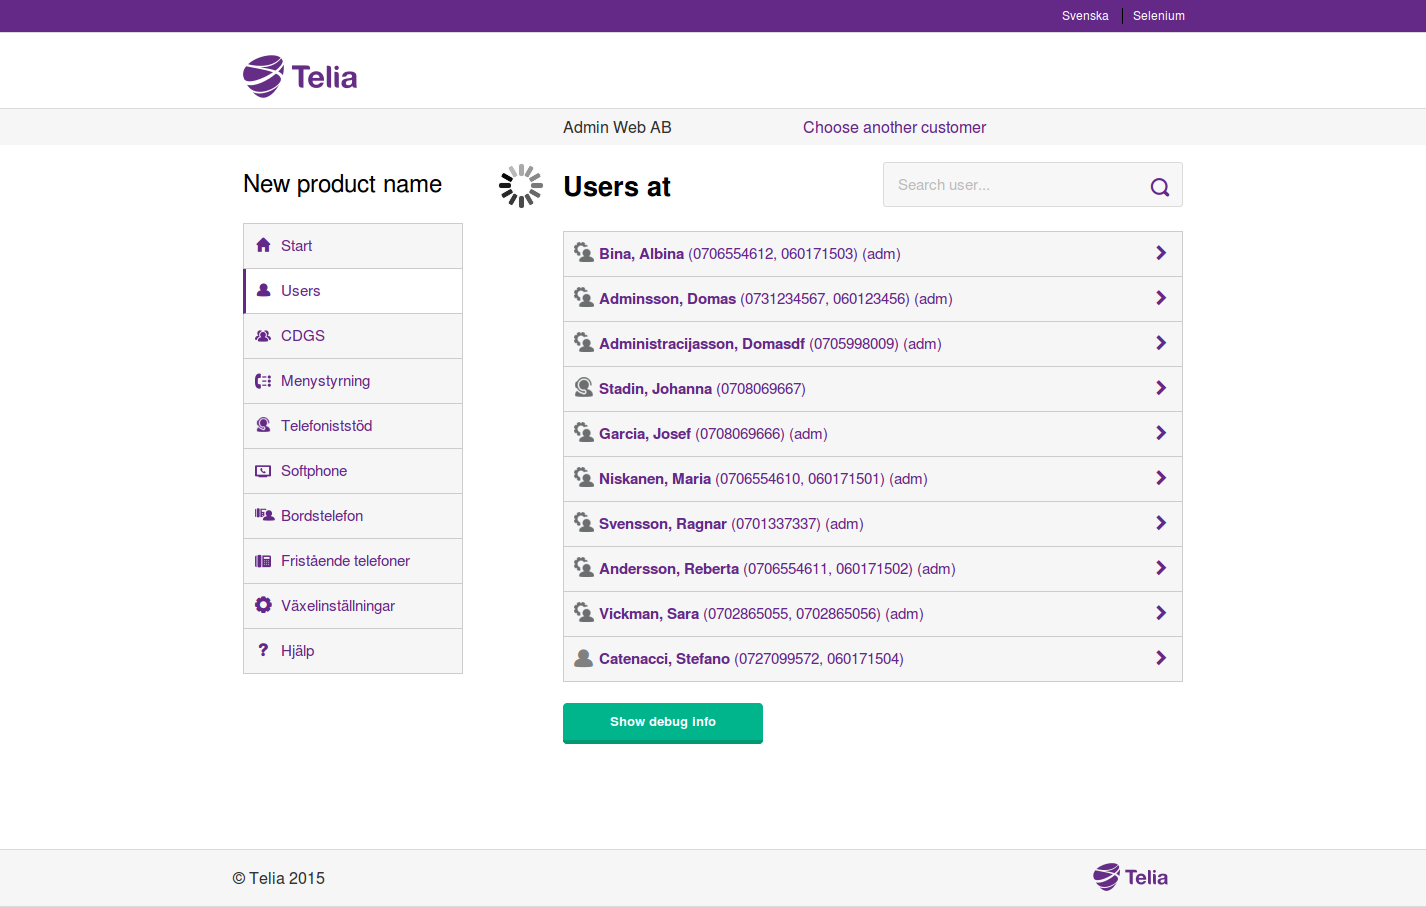 Svenska
Selenium
Telia
Admin Web AB
Choose another customer
New product name
Users at
Search user...
Start
Users
CDGS
Menystyrning
Telefoniststöd
Softphone
Bordstelefon
Fristående telefoner
Växelinställningar
Hjälp
Bina, Albina (0706554612, 060171503) (adm)
Adminsson, Domas (0731234567, 060123456) (adm)
Administracijasson, Domasdf (0705998009) (adm)
Stadin, Johanna (0708069667)
Garcia, Josef (0708069666) (adm)
Niskanen, Maria (0706554610, 060171501) (adm)
Svensson, Ragnar (0701337337) (adm)
Andersson, Reberta (0706554611, 060171502) (adm)
Vickman, Sara (0702865055, 0702865056) (adm)
Catenacci, Stefano (0727099572, 060171504)
Show debug info
© Telia 2015
Telia